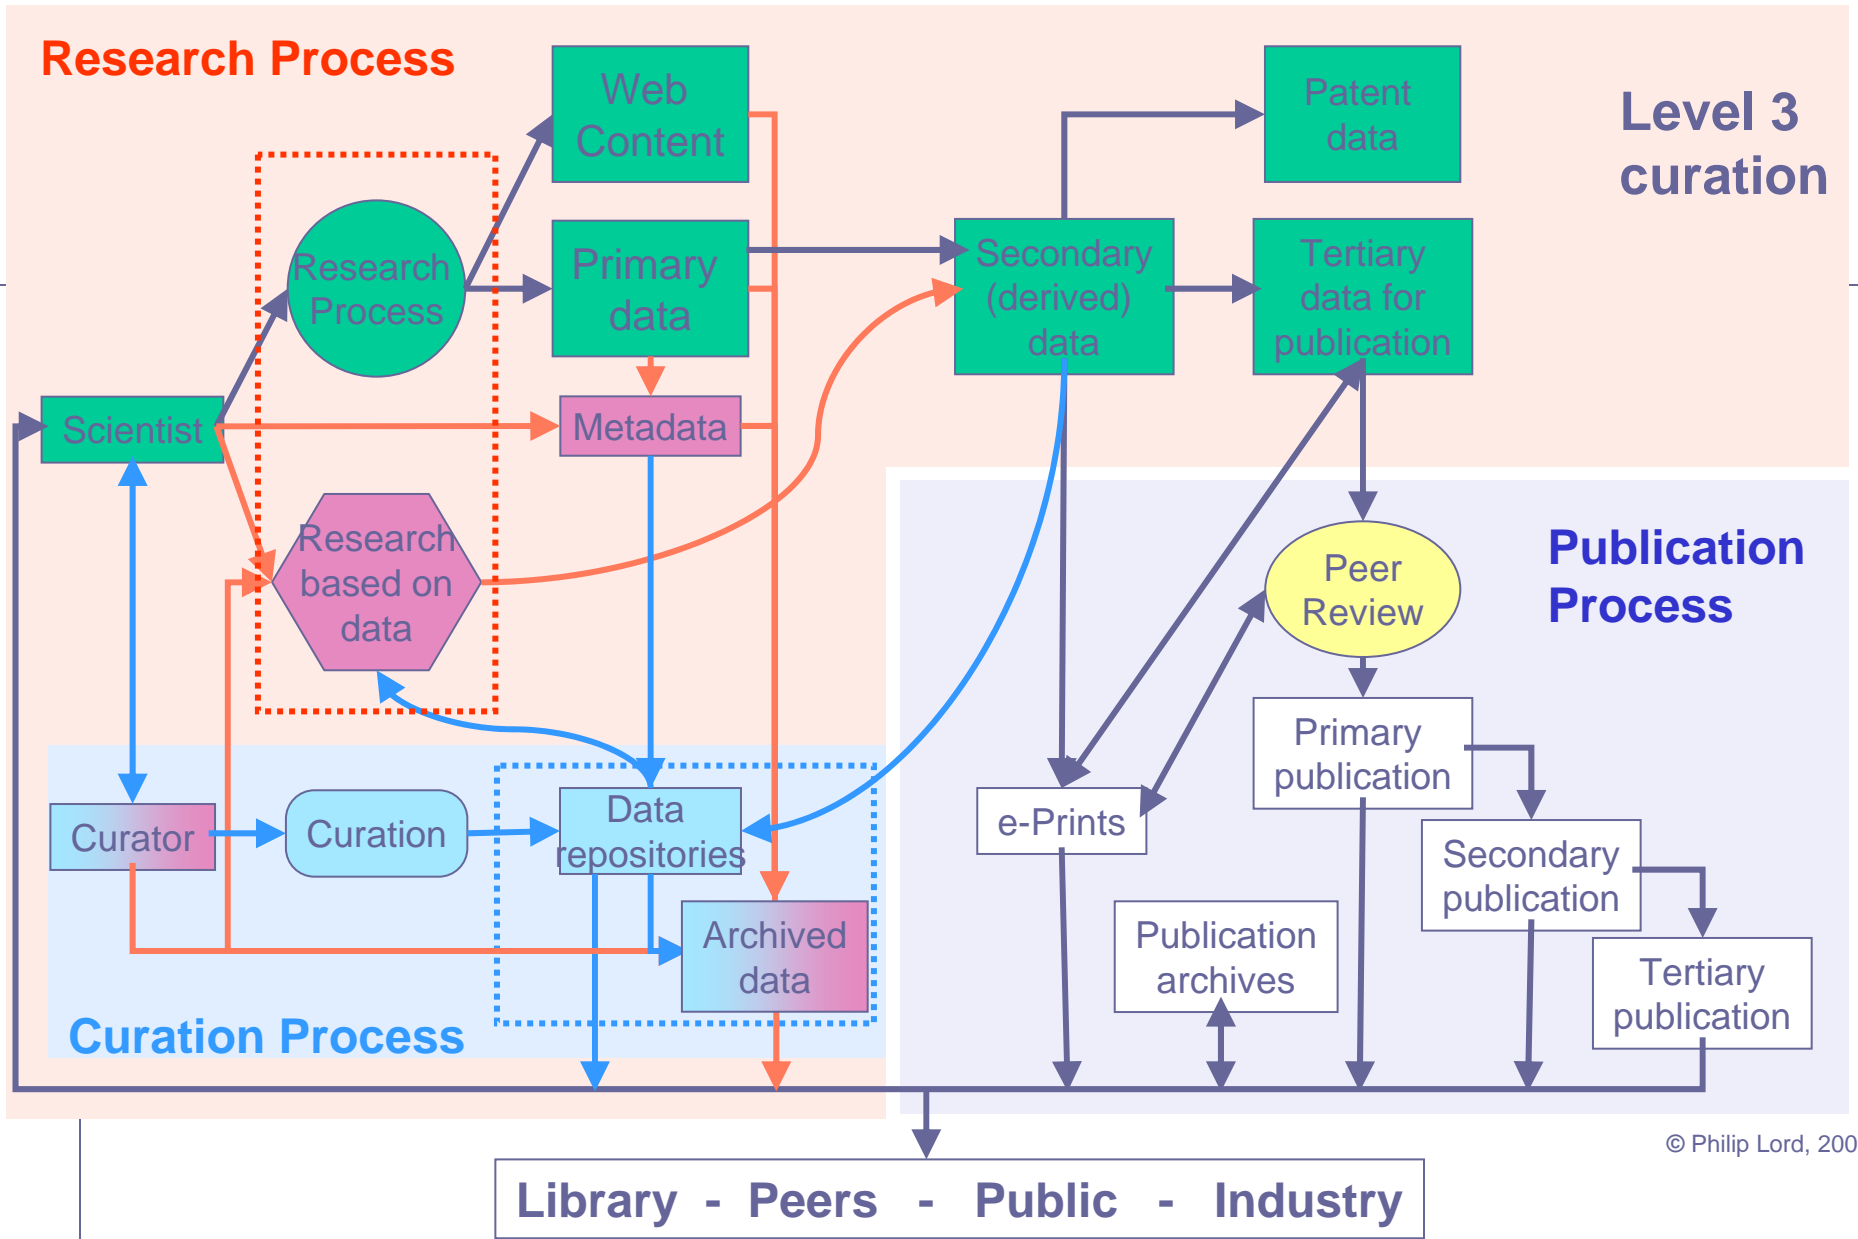 Research Process
Web
Content
Patent
data
Level 3
curation
Research
Process
Primary
data
Secondary
(derived)
data
Tertiary
data for
publication
Scientist
Metadata
Research
based on
data
Peer
Review
Publication
Process
Primary
publication
Curator
Curation
Data
repositories
e-Prints
Secondary
publication
Archived
data
Publication
archives
Tertiary
publication
Curation Process
© Philip Lord, 200
Library - Peers - Public - Industry